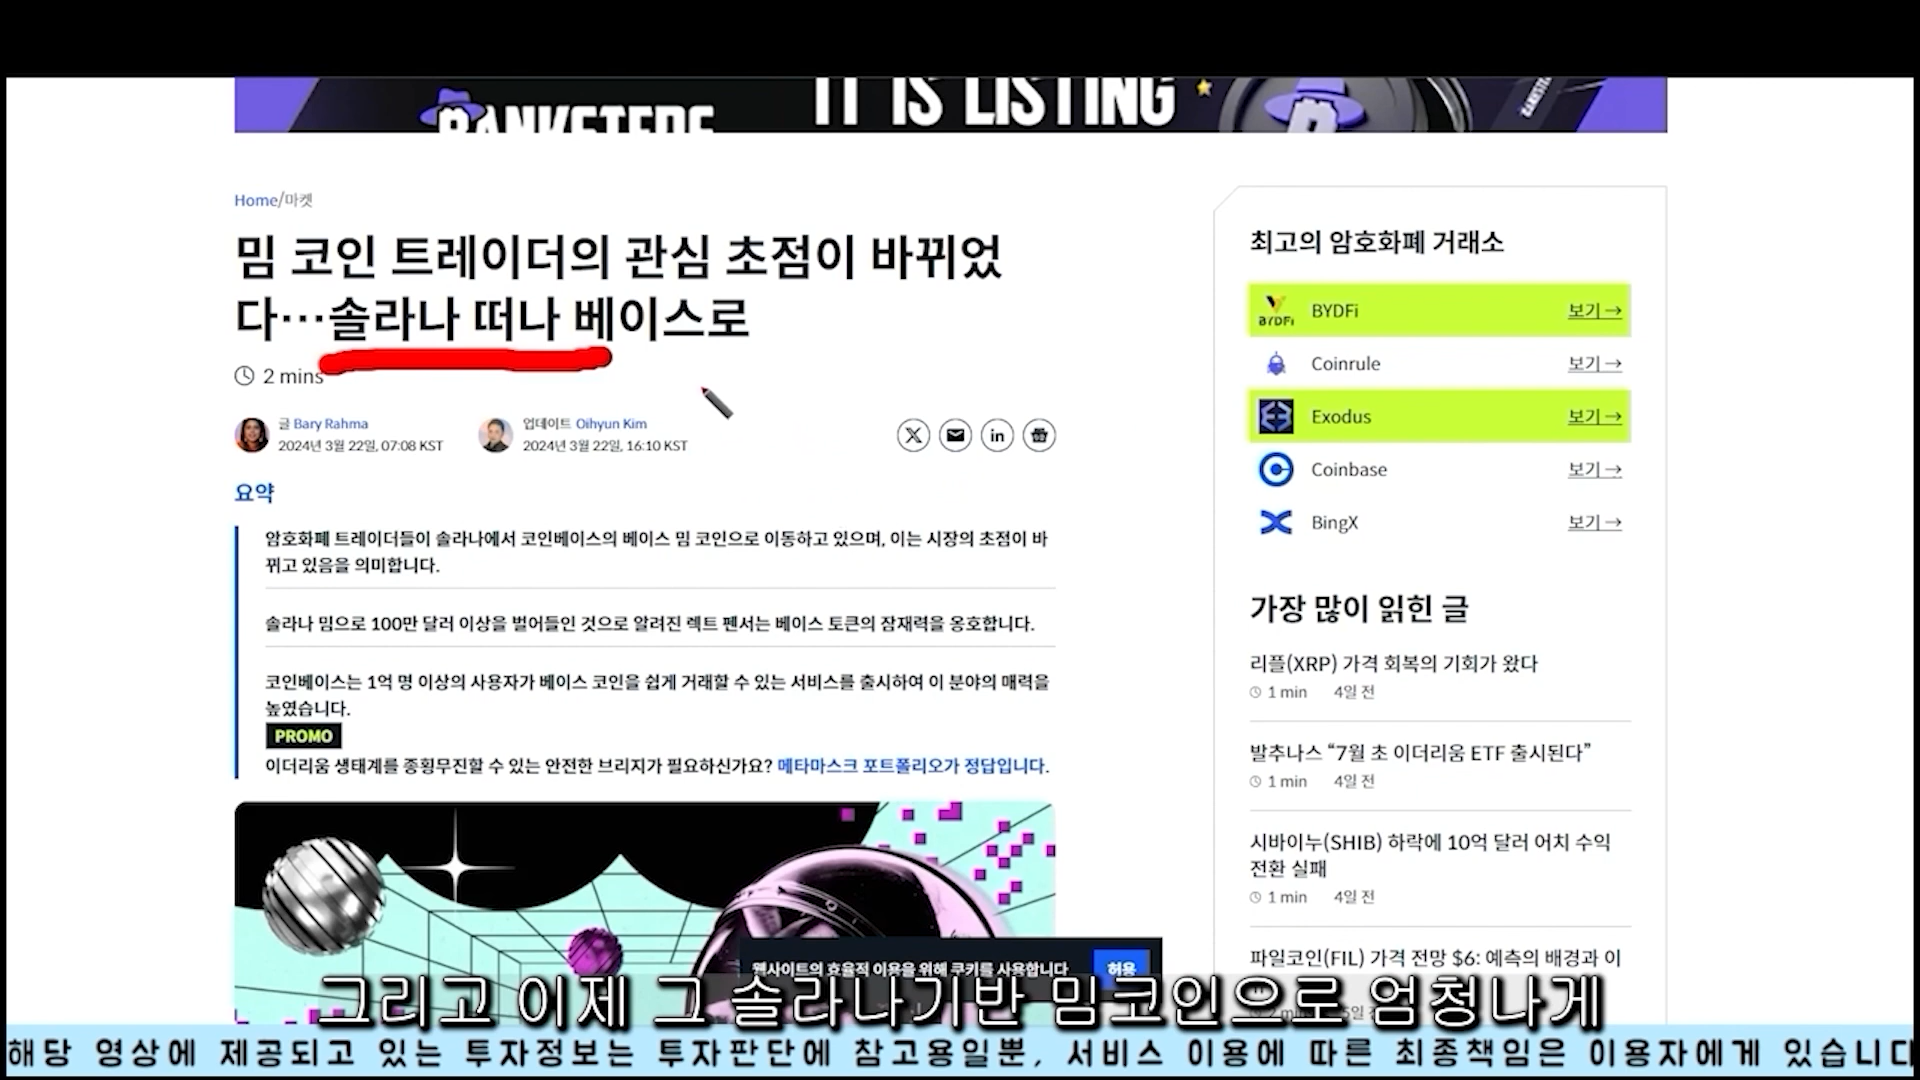 BANKSTERS
IT IS LISTING
Home/마켓
밈 코인 트레이더의 관심 초점이 바뀌었
다…솔라나 떠나 베이스로
2 mins
글 Bary Rahma
2024년 3월 22일, 07:08 KST
업데이트 Oihyun Kim
2024년 3월 22일, 16:10 KST
요약
암호화폐 트레이더들이 솔라나에서 코인베이스의 베이스 밈 코인으로 이동하고 있으며, 이는 시장의 초점이 바
뀌고 있음을 의미합니다.
솔라나 밈으로 100만 달러 이상을 벌어들인 것으로 알려진 렉트 펜서는 베이스 토큰의 잠재력을 옹호합니다.
코인베이스는 1억 명 이상의 사용자가 베이스 코인을 쉽게 거래할 수 있는 서비스를 출시하여 이 분야의 매력을
높였습니다.
PROMO
이더리움 생태계를 종횡무진할 수 있는 안전한 브리지가 필요하신가요? 메타마스크 포트폴리오가 정답입니다.
최고의 암호화폐 거래소
BYDFi
BYDFi 보기→
Coinrule 보기→
Exodus 보기→
Coinbase 보기→
BingX 보기→
가장 많이 읽힌 글
리플(XRP) 가격 회복의 기회가 왔다
1 min 4일 전
발추나스 “7월 초 이더리움 ETF 출시된다”
1 min 4일 전
시바이누(SHIB) 하락에 10억 달러 어치 수익
전환 실패
1 min 4일 전
파일코인(FIL) 가격 전망 $6: 예측의 배경과 이
웹사이트의 효율적 이용을 위해 쿠키를 사용합니다
허용
그리고 이제 그 솔라나기반 밈코인으로 엄청나게
해당 영상에 제공되고 있는 투자정보는 투자판단에 참고용일뿐, 서비스 이용에 따른 최종책임은 이용자에게 있습니다